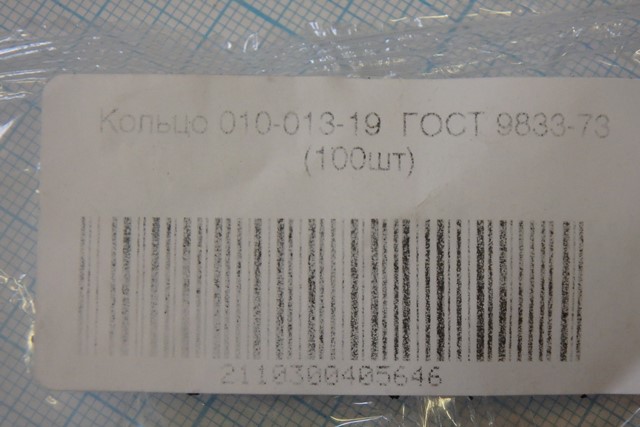 Кольцо 010-013-19 ГОСТ 9833-73
(100шт)
2110300405646